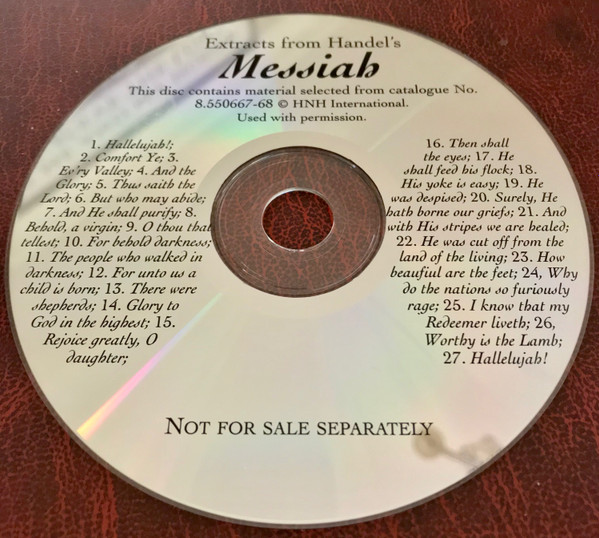 Extracts from Handel's
Messiah
This disc contains material selected from catalogue No.
8.550667-68 © HNH International.
Used with permission.
1. Hallelujah!;
2. Comfort Ye; 3.
Ev'ry Valley; 4. And the
Glory; 5. Thus saith the
Lord; 6. But who may abide;
7. And He shall purify; 8.
Behold, a virgin; 9. O thou that
tellest; 10. For behold darkness;
11. The people who walked in
darkness; 12. For unto us a
child is born; 13. There were
shepherds; 14. Glory to
God in the highest; 15.
Rejoice greatly, O
daughter;
16. Then shall
the eyes; 17. He
shall feed his flock; 18.
His yoke is easy; 19. He
was despised; 20. Surely, He
hath borne our griefs; 21. And
with His stripes we are healed;
22. He was cut off from the
land of the living; 23. How
beaufiul are the feet; 24, Why
do the nations so furiously
rage; 25. I know that my
Redeemer liveth; 26,
Worthy is the Lamb;
27. Hallelujah!
NOT FOR SALE SEPARATELY